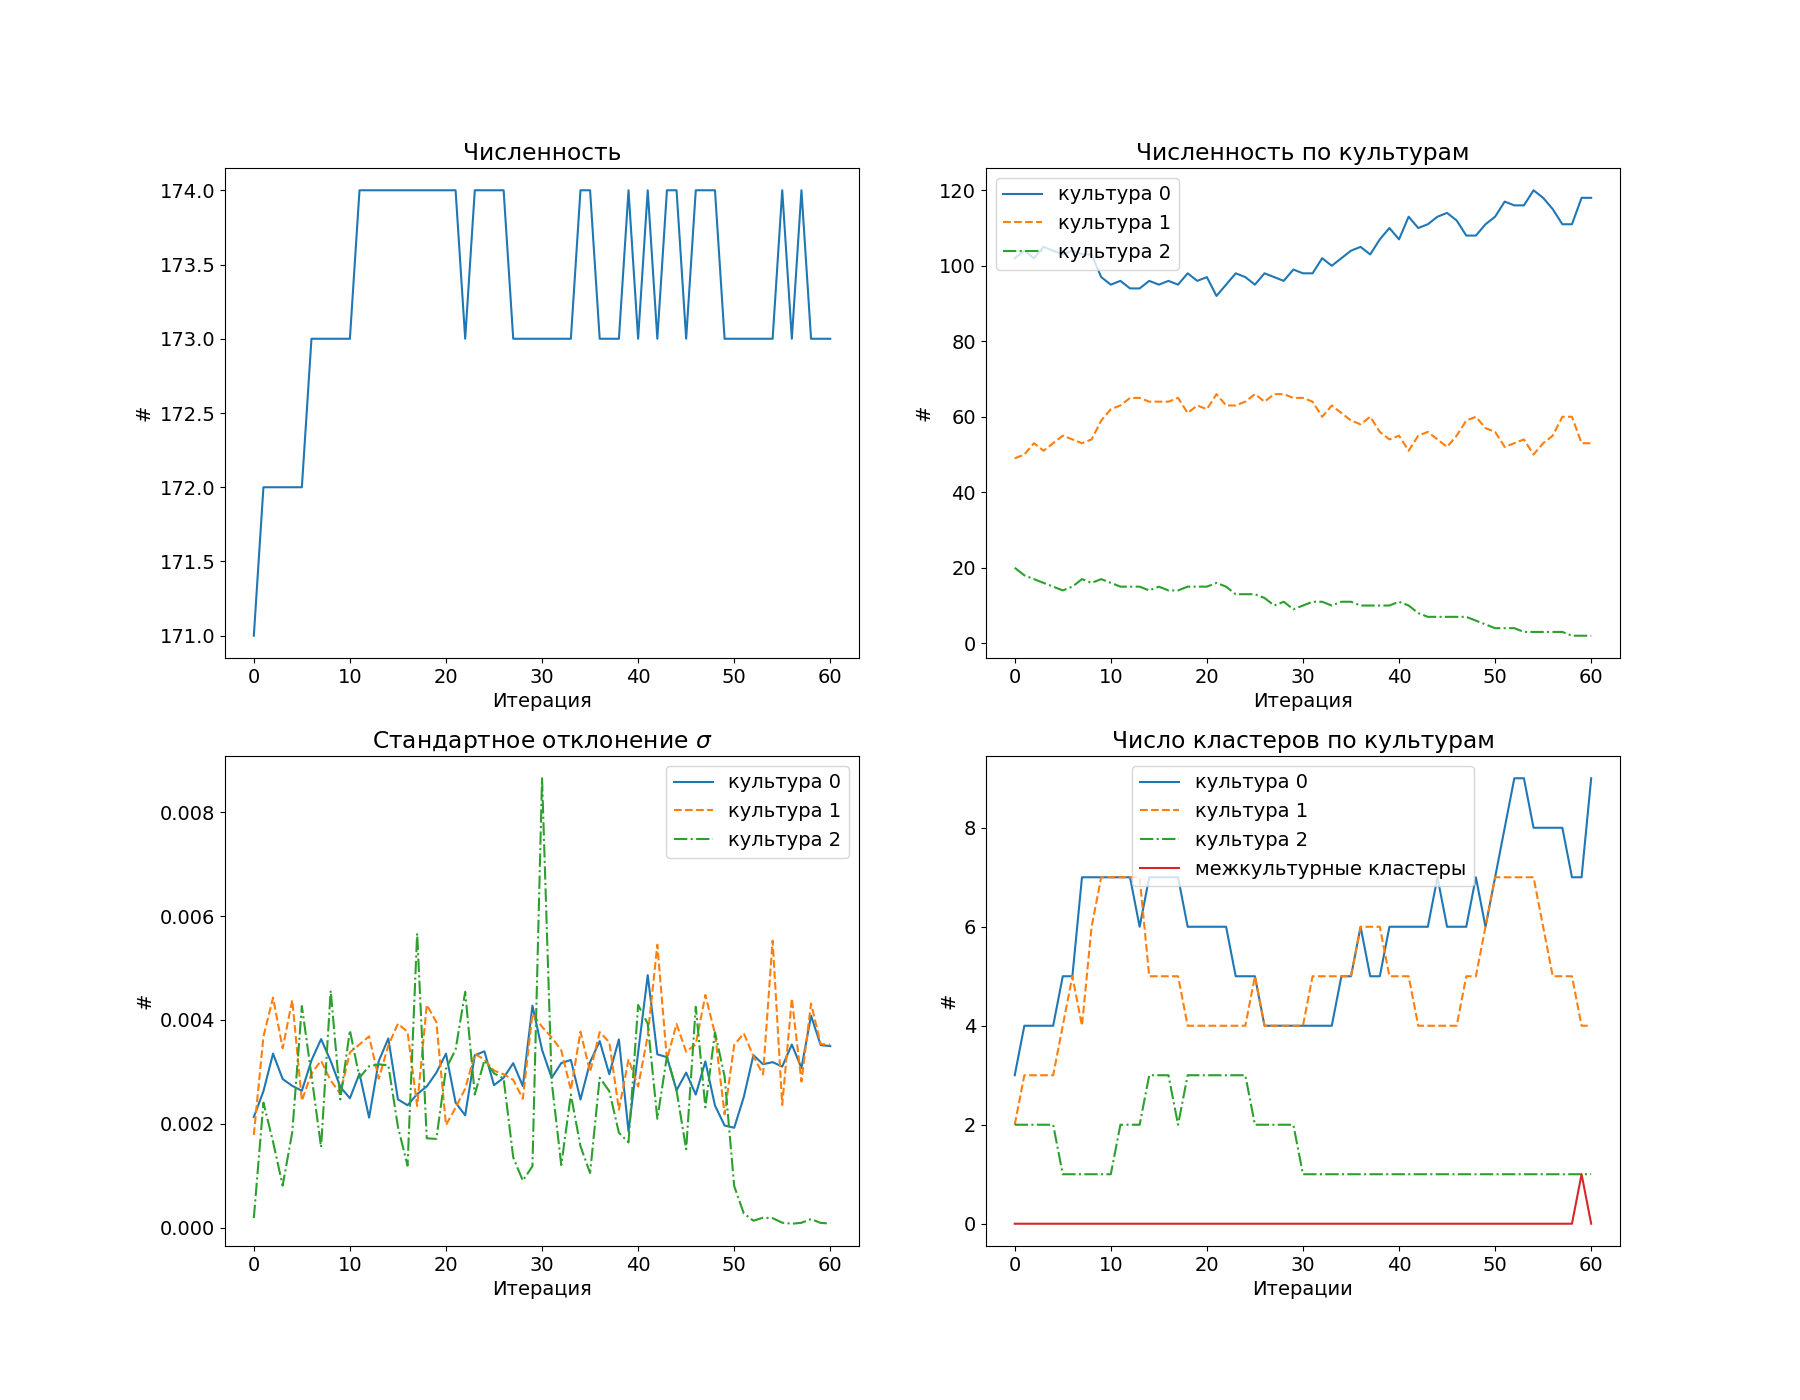 Численность
174.0
173.5
173.0
172.5
172.0
171.5
171.0
#
0 10 20 30 40 50 60
Итерация
Численность по культурам
культура 0
культура 1
культура 2
120
100
80
60
40
20
0
#
0 10 20 30 40 50 60
Итерация
Стандартное отклонение σ
культура 0
культура 1
культура 2
0.008
0.006
0.004
0.002
0.000
#
0 10 20 30 40 50 60
Итерация
Число кластеров по культурам
культура 0
культура 1
культура 2
межкультурные кластеры
8
6
4
2
0
#
0 10 20 30 40 50 60
Итерации